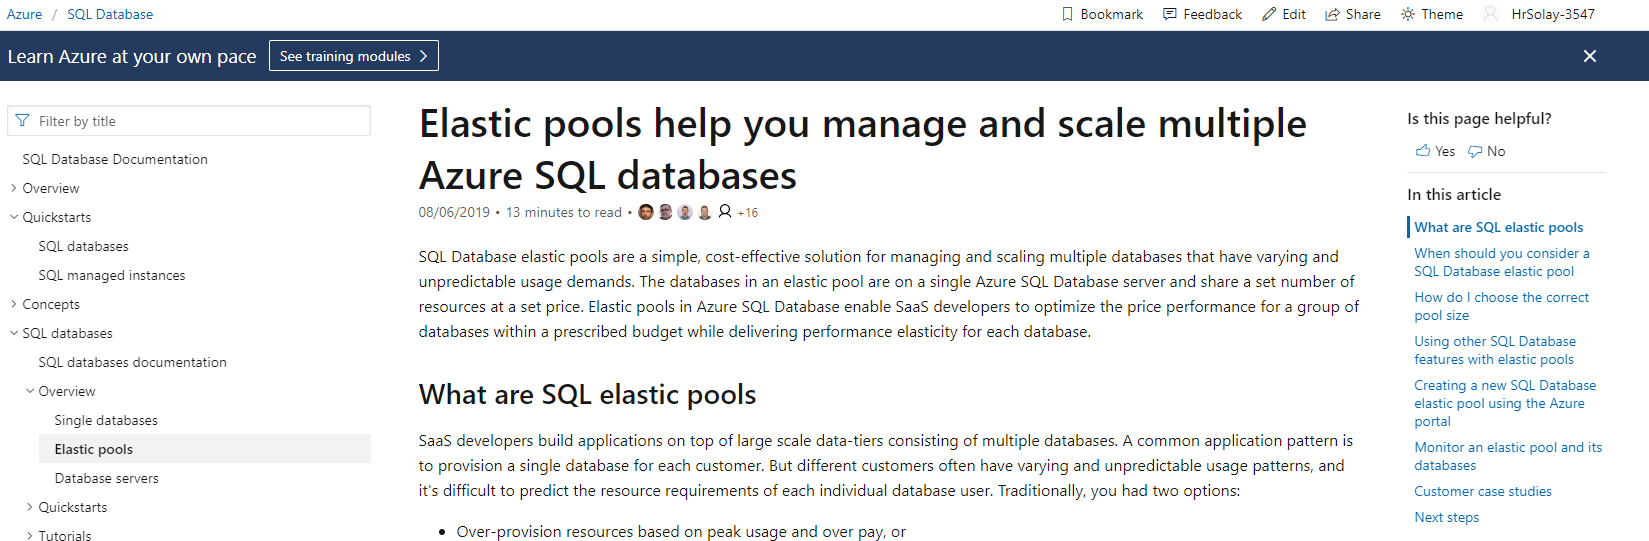 Azure / SQL Database
Bookmark Feedback Edit Share Theme HrSolay-3547
Learn Azure at your own pace See training modules
Filter by title
SQL Database Documentation
Overview
Quickstarts
SQL databases
SQL managed instances
Concepts
SQL databases
SQL databases documentation
Overview
Single databases
Elastic pools
Database servers
Quickstarts
Tutorials
Elastic pools help you manage and scale multiple
Azure SQL databases
08/06/2019 • 13 minutes to read • +16
SQL Database elastic pools are a simple, cost-effective solution for managing and scaling multiple databases that have varying and
unpredictable usage demands. The databases in an elastic pool are on a single Azure SQL Database server and share a set number of
resources at a set price. Elastic pools in Azure SQL Database enable SaaS developers to optimize the price performance for a group of
databases within a prescribed budget while delivering performance elasticity for each database.
What are SQL elastic pools
SaaS developers build applications on top of large scale data-tiers consisting of multiple databases. A common application pattern is
to provision a single database for each customer. But different customers often have varying and unpredictable usage patterns, and
it's difficult to predict the resource requirements of each individual database user. Traditionally, you had two options:
• Over-provision resources based on peak usage and over pay, or
Is this page helpful?
Yes No
In this article
What are SQL elastic pools
When should you consider a
SQL Database elastic pool
How do I choose the correct
pool size
Using other SQL Database
features with elastic pools
Creating a new SQL Database
elastic pool using the Azure
portal
Monitor an elastic pool and its
databases
Customer case studies
Next steps